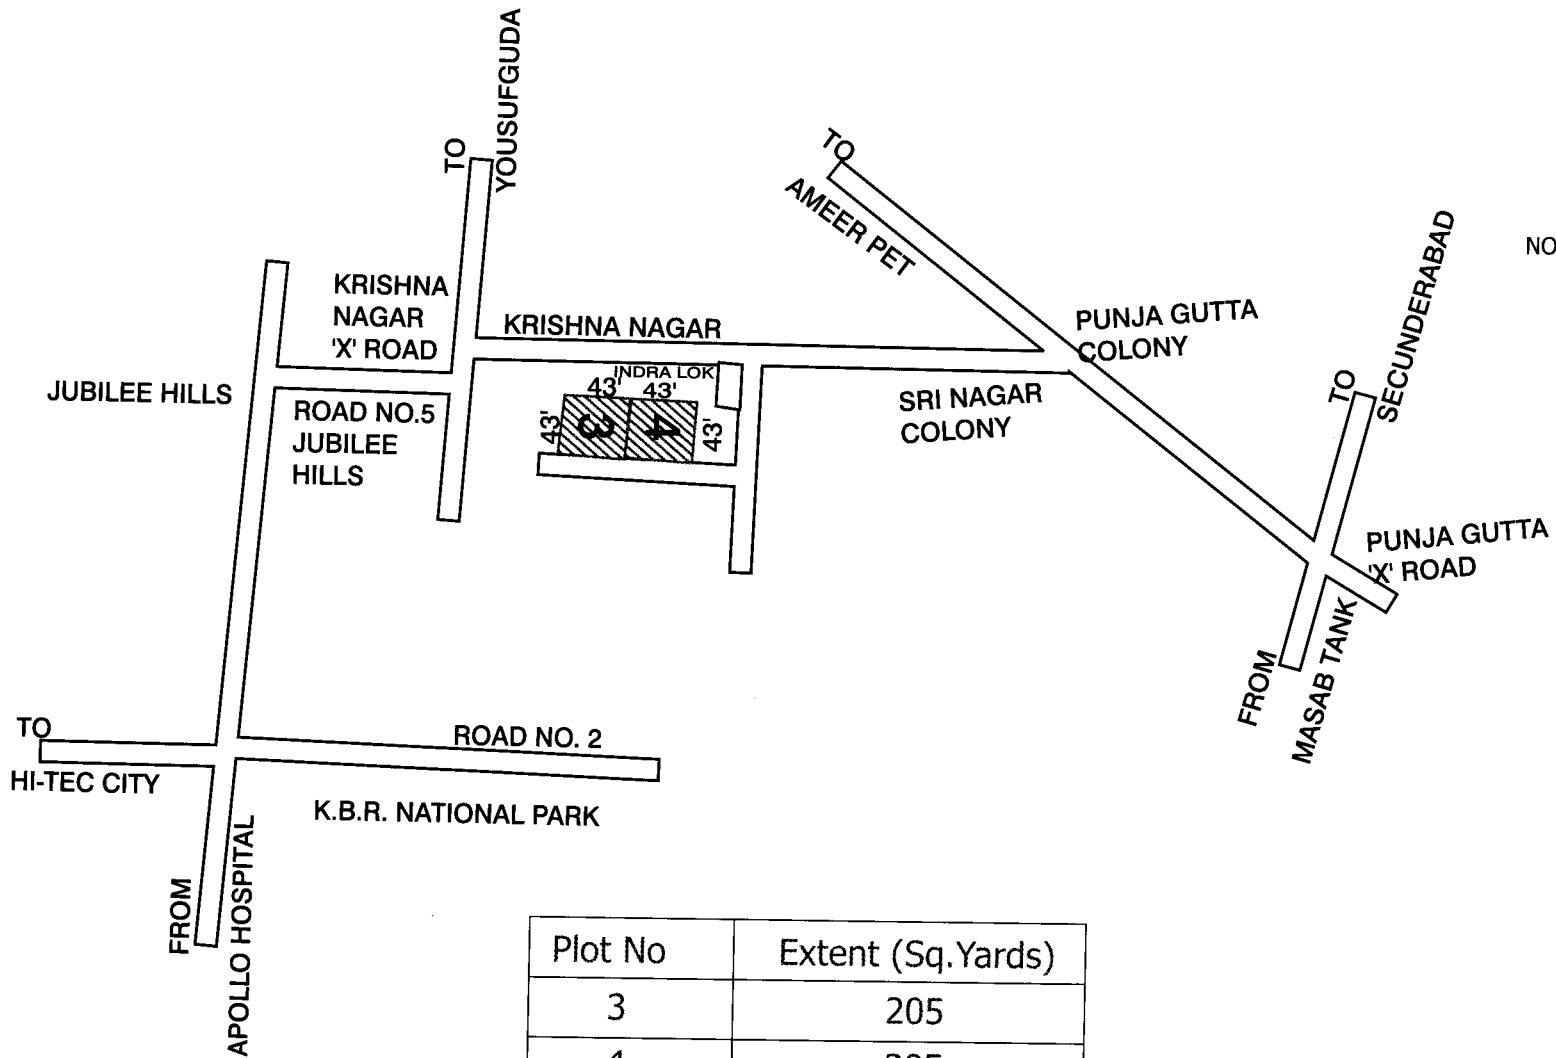 TO
YOUSUFGUDA
TO
AMEER PET
TO
SECUNDERABAD
NO
KRISHNA
NAGAR
'X' ROAD
KRISHNA NAGAR
PUNJA GUTTA
COLONY
INDRA LOK
JUBILEE HILLS
43' 43'
43'
3
4
43'
SRI NAGAR
COLONY
ROAD NO.5
JUBILEE
HILLS
PUNJA GUTTA
'X' ROAD
FROM
MASAB TANK
TO
HI-TEC CITY
ROAD NO. 2
K.B.R. NATIONAL PARK
FROM
APOLLO HOSPITAL
Plot No Extent (Sq.Yards)
3 205
4 205